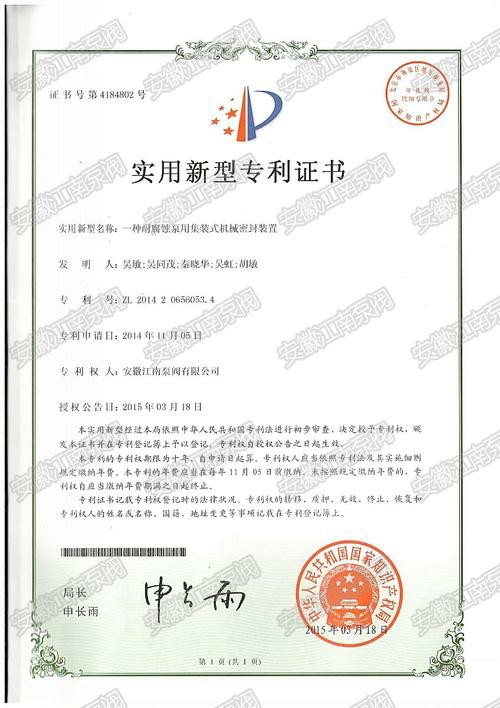 证书号第4184802号
实用新型专利证书
实用新型名称：一种耐腐蚀泵用集装式机械密封装置
发 明 人：吴敏;吴同茂;秦晓华;吴虹;胡敏
专 利 号：ZL 2014 2 0656053.4
专利申请日：2014年11月05日
专 利 权 人：安徽江南泵阀有限公司
授权公告日：2015年03月18日
本实用新型经过本局依照中华人民共和国专利法进行初步审查，决定授予专利权，颁
发本证书并在专利登记簿上予以登记。专利权自授权公告之日起生效。
本专利的专利权期限为十年，自申请日起算。专利权人应当依照专利法及其实施细则
规定缴纳年费。本专利的年费应当在每年11月05日前缴纳。未按照规定缴纳年费的，专
利权自应当缴纳年费期满之日起终止。
专利证书记载专利权登记时的法律状况。专利权的转移、质押、无效、终止、恢复和
专利权人的姓名或名称、国籍、地址变更等事项记载在专利登记簿上。
局长
申长雨
申长雨
中华人民共和国国家知识产权局
2015年03月18日
第1页(共1页)
安徽江南泵阀